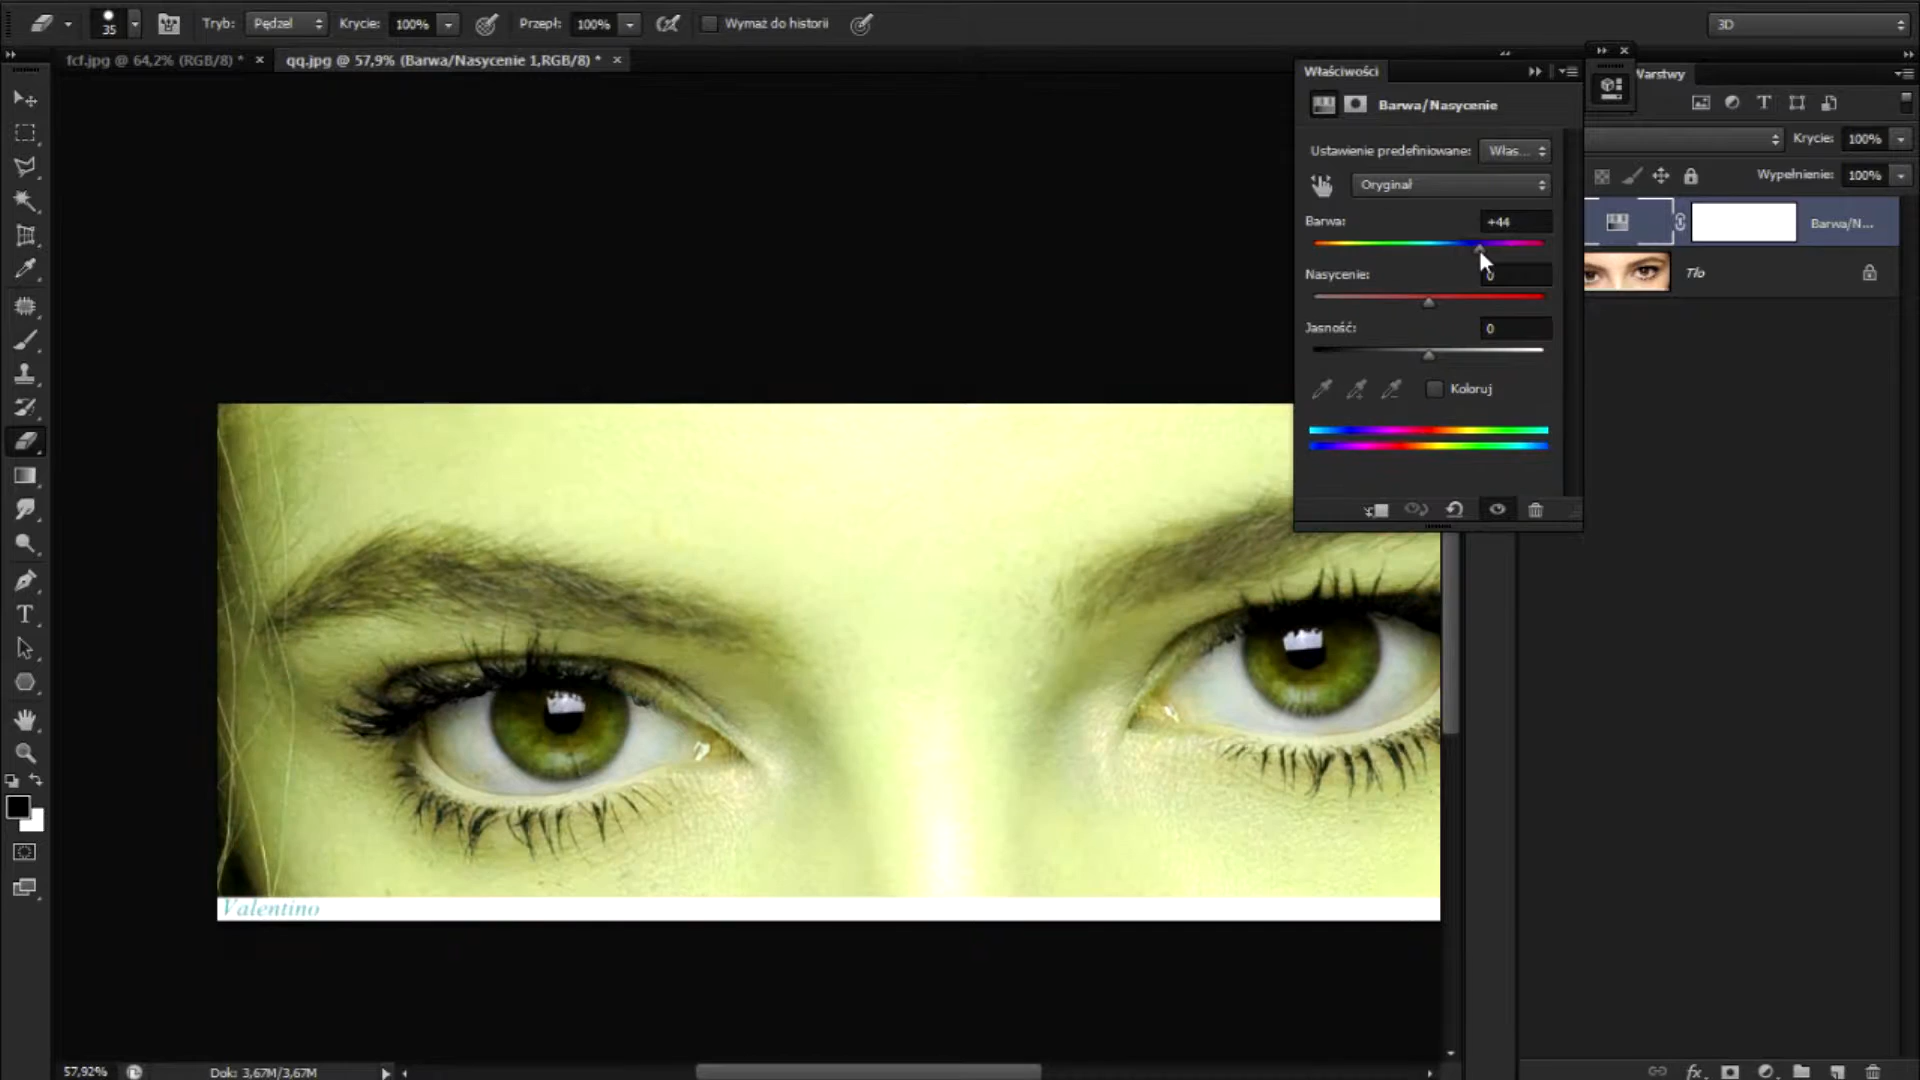 35 Tryb: Pędzel Krycie: 100% Przepł: 100% Wymaż do historii 3D
fcf.jpg @ 64,2% (RGB/8) * × qq.jpg @ 57,9% (Barwa/Nasycenie 1,RGB/8) * ×
Właściwości
Barwa/Nasycenie
Ustawienie predefiniowane: Włas...
Oryginał
Barwa: +44
Nasycenie: 0
Jasność: 0
Koloruj
Warstwy
Krycie: 100%
Wypełnienie: 100%
Barwa/N...
Tło
Valentino
57,92% Dok: 3,67M/3,67M
fx